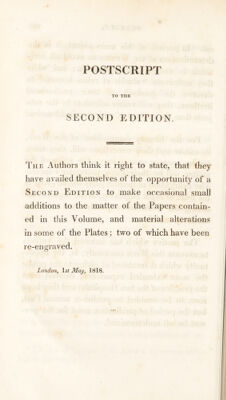 POSTSCRIPT
TO THE
SECOND EDITION.
THE Authors think it right to state, that they
have availed themselves of the opportunity of a
SECOND EDITION to make occasional small
additions to the matter of the Papers contain-
ed in this Volume, and material alterations
in some of the Plates; two of which have been
re-engraved.
London, 1st May, 1818.